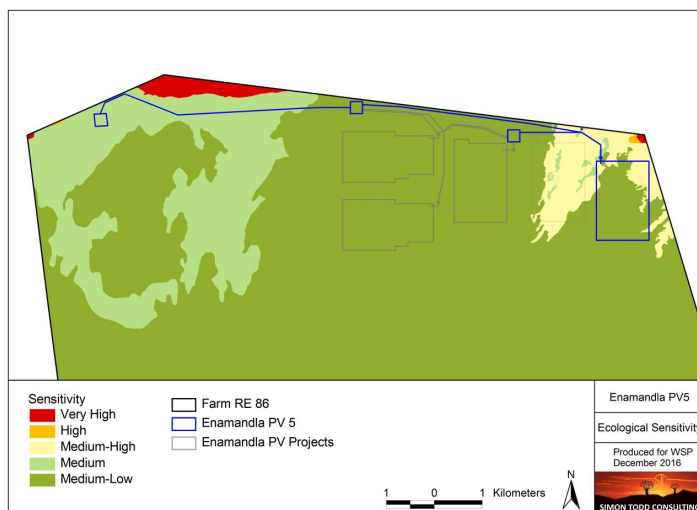 Sensitivity
Very High
High
Medium-High
Medium
Medium-Low
Farm RE 86
Enamandla PV 5
Enamandla PV Projects
1 0 1 Kilometers
N
Enamandla PV5
Ecological Sensitivity
Produced for WSP
December 2016
SIMON TODD CONSULTING